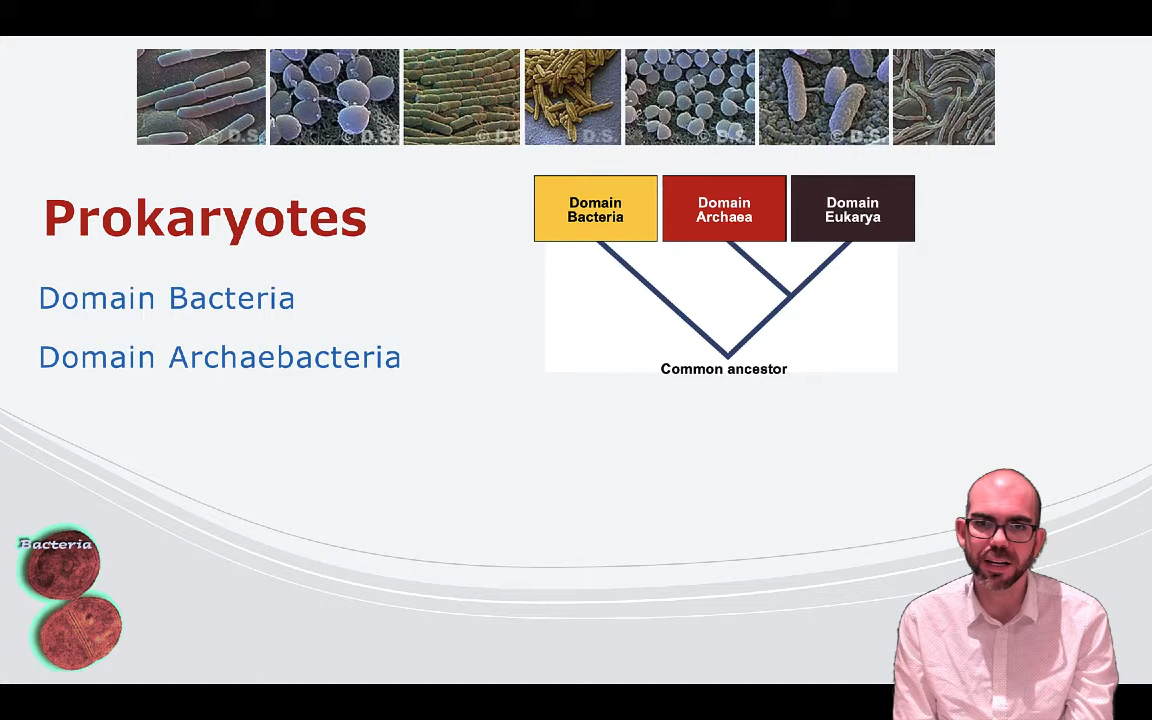 © D.S.
© D.S.
© D.S
© D.S.
© D.S.
© D.S.
© D.
Prokaryotes
Domain Bacteria
Domain Archaebacteria
Domain
Bacteria
Domain
Archaea
Domain
Eukarya
Common ancestor
Bacteria